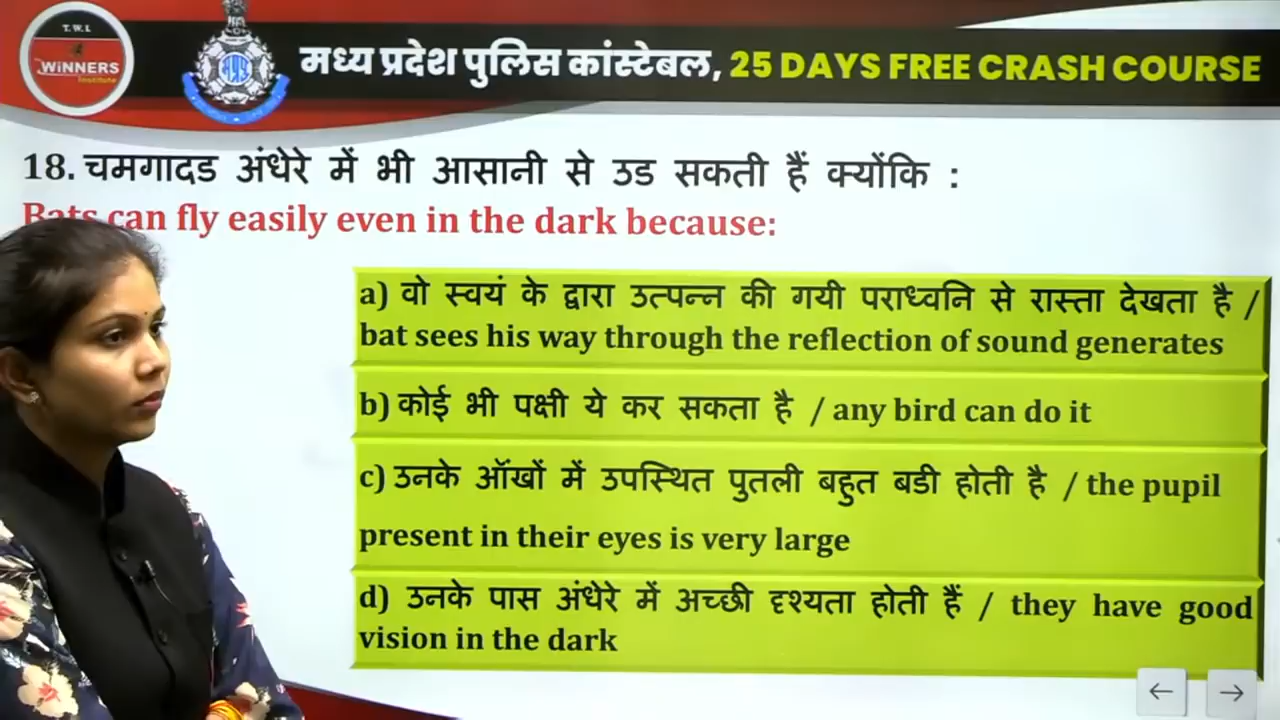 T.W.I.
WiNNERS
Institute
मध्य प्रदेश पुलिस कांस्टेबल, 25 DAYS FREE CRASH COURSE
18. चमगादड अंधेरे में भी आसानी से उड सकती हैं क्योंकि :
Bats can fly easily even in the dark because:
a) वो स्वयं के द्वारा उत्पन्न की गयी पराध्वनि से रास्ता देखता है /
bat sees his way through the reflection of sound generates
b) कोई भी पक्षी ये कर सकता है / any bird can do it
c) उनके ऑखों में उपस्थित पुतली बहुत बडी होती है / the pupil
present in their eyes is very large
d) उनके पास अंधेरे में अच्छी दृश्यता होती हैं / they have good
vision in the dark